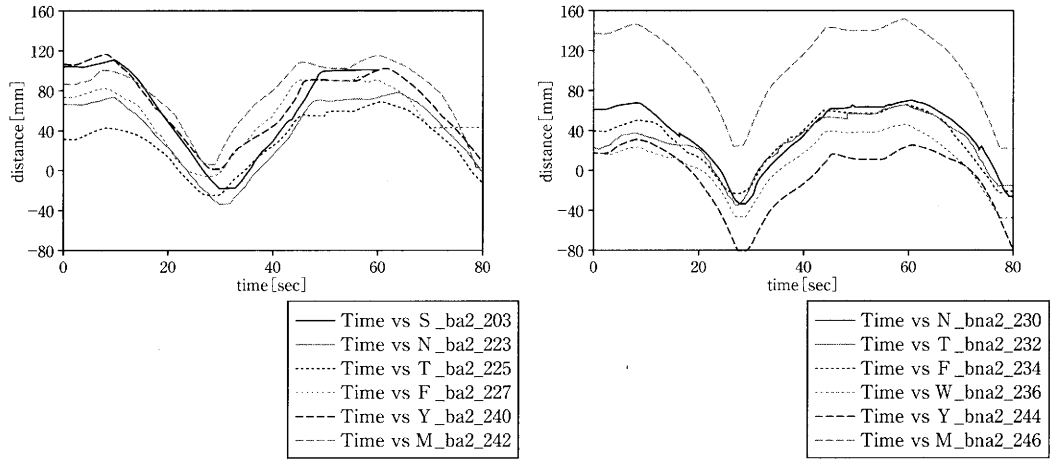 160
120
80
40
0
−40
−80
distance [mm]
0
20
40
60
80
time [sec]
Time vs S_ba2_203
Time vs N_ba2_223
Time vs T_ba2_225
Time vs F_ba2_227
Time vs Y_ba2_240
Time vs M_ba2_242
160
120
80
40
0
−40
−80
distance [mm]
0
20
40
60
80
time [sec]
Time vs N_bna2_230
Time vs T_bna2_232
Time vs F_bna2_234
Time vs W_bna2_236
Time vs Y_bna2_244
Time vs M_bna2_246